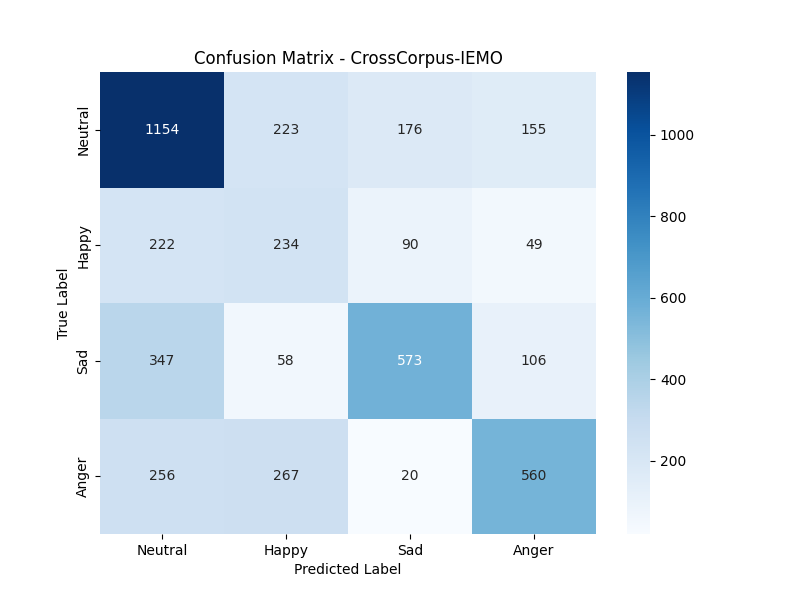 Confusion Matrix - CrossCorpus-IEMO
True Label
Neutral 1154 223 176 155
Happy 222 234 90 49
Sad 347 58 573 106
Anger 256 267 20 560
Neutral Happy Sad Anger
Predicted Label
1000
800
600
400
200